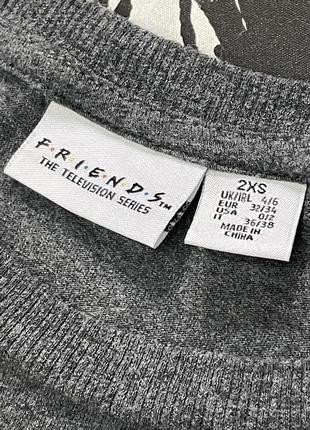 F·R·I·E·N·D·S™
THE TELEVISION SERIES
2XS
UK/IRL 4/6
EUR 32/34
USA 0/2
IT 36/38
MADE IN
CHINA